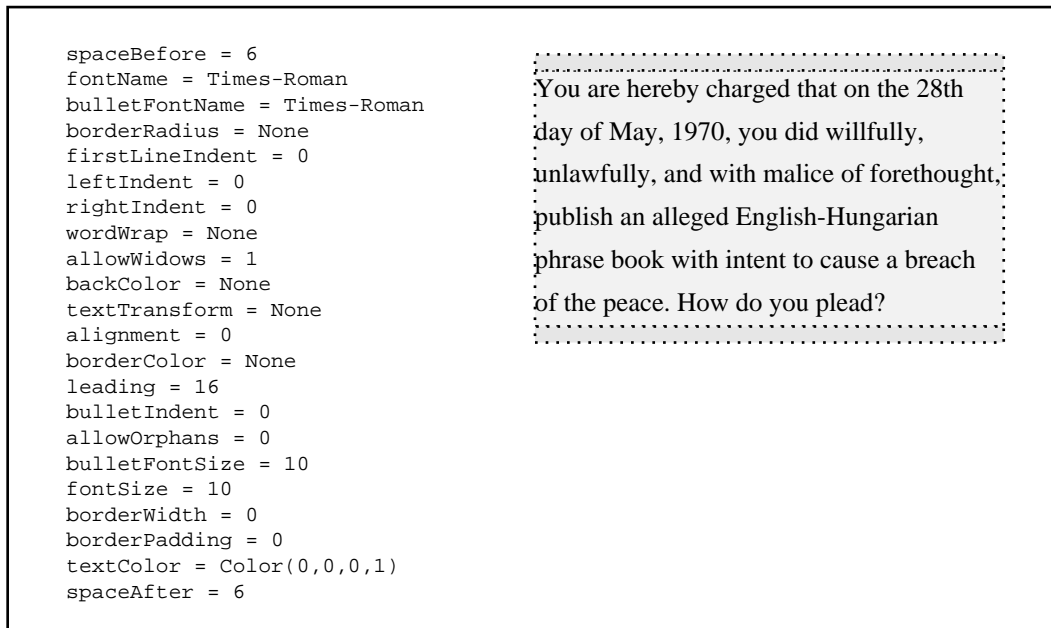 spaceBefore = 6
fontName = Times-Roman
bulletFontName = Times-Roman
borderRadius = None
firstLineIndent = 0
leftIndent = 0
rightIndent = 0
wordWrap = None
allowWidows = 1
backColor = None
textTransform = None
alignment = 0
borderColor = None
leading = 16
bulletIndent = 0
allowOrphans = 0
bulletFontSize = 10
fontSize = 10
borderWidth = 0
borderPadding = 0
textColor = Color(0,0,0,1)
spaceAfter = 6
You are hereby charged that on the 28th
day of May, 1970, you did willfully,
unlawfully, and with malice of forethought,
publish an alleged English-Hungarian
phrase book with intent to cause a breach
of the peace. How do you plead?